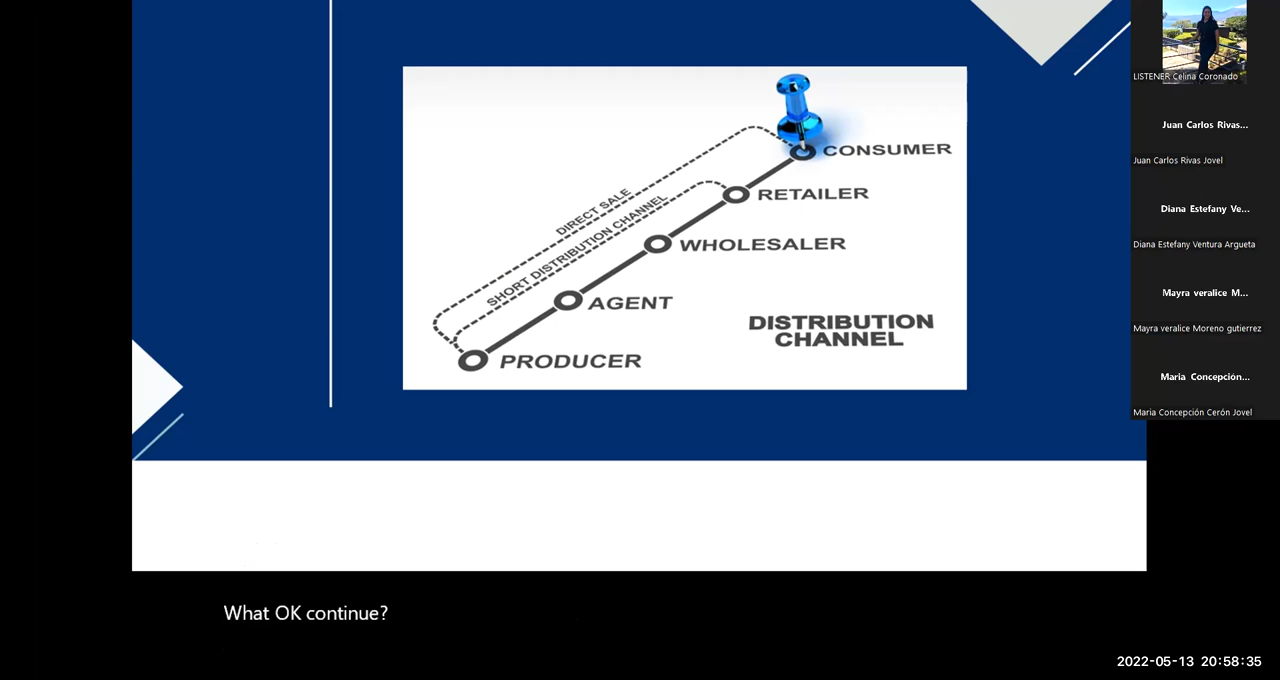 CONSUMER
RETAILER
DIRECT SALE
SHORT DISTRIBUTION CHANNEL
WHOLESALER
AGENT
DISTRIBUTION
CHANNEL
PRODUCER
What OK continue?
LISTENER Celina Coronado
Juan Carlos Rivas...
Juan Carlos Rivas Jovel
Diana Estefany Ve...
Diana Estefany Ventura Argueta
Mayra veralice M...
Mayra veralice Moreno gutierrez
Maria Concepción...
Maria Concepción Cerón Jovel
2022-05-13 20:58:35